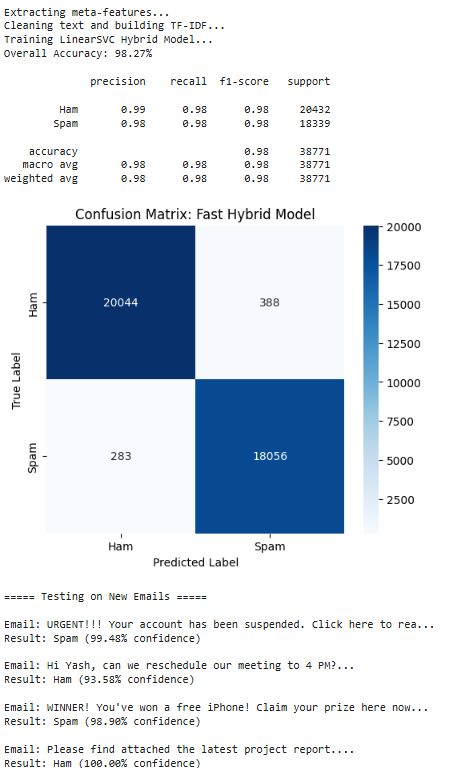 Extracting meta-features...
Cleaning text and building TF-IDF...
Training LinearSVC Hybrid Model...
Overall Accuracy: 98.27%
precision recall f1-score support
Ham 0.99 0.98 0.98 20432
Spam 0.98 0.98 0.98 18339
accuracy 0.98 38771
macro avg 0.98 0.98 0.98 38771
weighted avg 0.98 0.98 0.98 38771
Confusion Matrix: Fast Hybrid Model
True Label
Ham
20044 388
Spam
283 18056
Ham Spam
Predicted Label
20000
17500
15000
12500
10000
7500
5000
2500
===== Testing on New Emails =====
Email: URGENT!!! Your account has been suspended. Click here to rea...
Result: Spam (99.48% confidence)
Email: Hi Yash, can we reschedule our meeting to 4 PM?...
Result: Ham (93.58% confidence)
Email: WINNER! You've won a free iPhone! Claim your prize here now...
Result: Spam (98.90% confidence)
Email: Please find attached the latest project report....
Result: Ham (100.00% confidence)